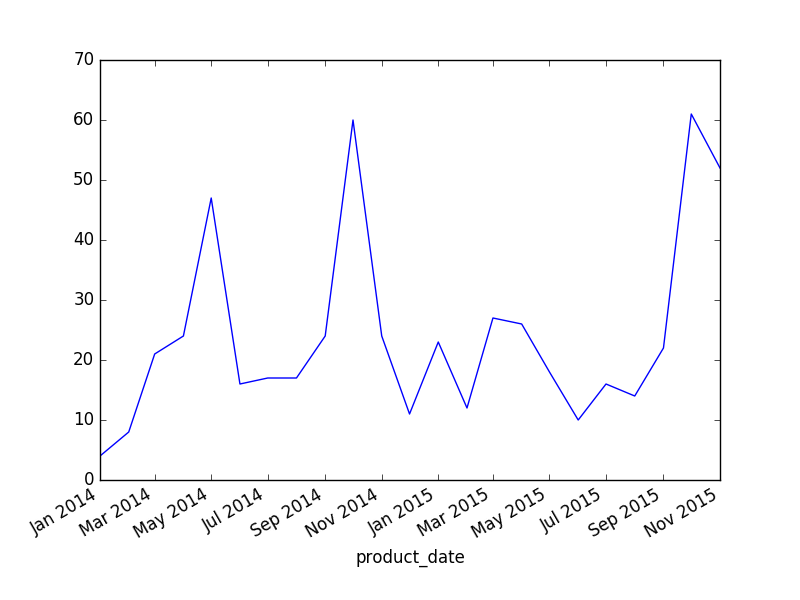 70
60
50
40
30
20
10
0
Jan 2014
Mar 2014
May 2014
Jul 2014
Sep 2014
Nov 2014
Jan 2015
Mar 2015
May 2015
Jul 2015
Sep 2015
Nov 2015
product_date